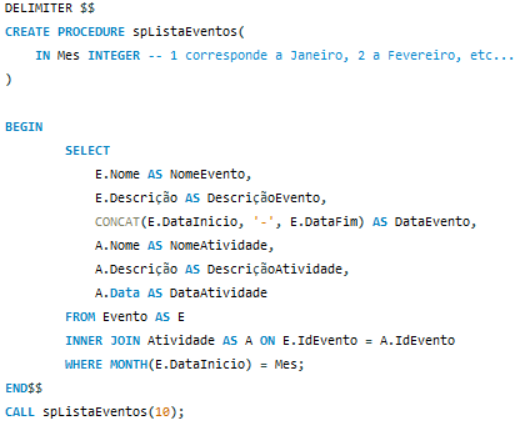 DELIMITER $$
CREATE PROCEDURE spListaEventos(
    IN Mes INTEGER -- 1 corresponde a Janeiro, 2 a Fevereiro, etc...
)

BEGIN
        SELECT
            E.Nome AS NomeEvento,
            E.Descrição AS DescriçãoEvento,
            CONCAT(E.DataInicio, '-', E.DataFim) AS DataEvento,
            A.Nome AS NomeAtividade,
            A.Descrição AS DescriçãoAtividade,
            A.Data AS DataAtividade
        FROM Evento AS E
        INNER JOIN Atividade AS A ON E.IdEvento = A.IdEvento
        WHERE MONTH(E.DataInicio) = Mes;
END$$
CALL spListaEventos(10);